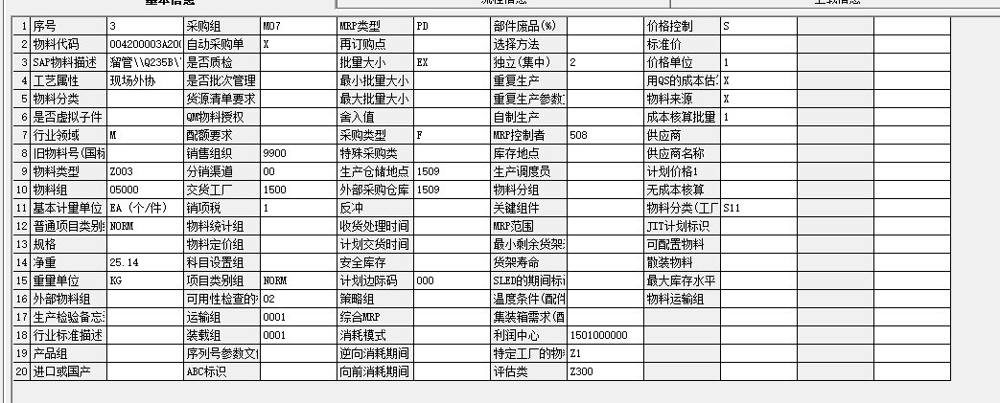 基本信息 流程信息 工线信息
1 序号 3 采购组 M07 MRP类型 PD 部件废品(%) 价格控制 S
2 物料代码 004200003A200 自动采购单 X 再订购点 选择方法 标准价
3 SAP物料描述 溜管\\Q235B\ 是否质检 批量大小 EX 独立(集中) 2 价格单位 1
4 工艺属性 现场外协 是否批次管理 最小批量大小 重复生产 用QS的成本估 X
5 物料分类 货源清单要求 最大批量大小 重复生产参数 物料来源 X
6 是否虚拟子件 QM物料授权 舍入值 自制生产 成本核算批量 1
7 行业领域 M 配额要求 采购类型 F MRP控制者 508 供应商
8 旧物料号(国标 销售组织 9900 特殊采购类 库存地点 供应商名称
9 物料类型 Z003 分销渠道 00 生产仓储地点 1509 生产调度员 计划价格1
10 物料组 05000 交货工厂 1500 外部采购仓库 1509 物料分组 无成本核算
11 基本计量单位 EA (个/件) 销项税 1 反冲 关键组件 物料分类(工厂 S11
12 普通项目类别 NORM 物料统计组 收货处理时间 MRP范围 JIT计划标识
13 规格 物料定价组 计划交货时间 最小剩余货架 可配置物料
14 净重 25.14 科目设置组 安全库存 货架寿命 散装物料
15 重量单位 KG 项目类别组 NORM 计划边际码 000 SLED的期间标 最大库存水平
16 外部物料组 可用性检查的 02 策略组 温度条件(配件 物料运输组
17 生产检验备忘 运输组 0001 综合MRP 集装箱需求(配
18 行业标准描述 装载组 0001 消耗模式 利润中心 1501000000
19 产品组 序列号参数文 逆向消耗期间 特定工厂的物 Z1
20 进口或国产 ABC标识 向前消耗期间 评估类 Z300